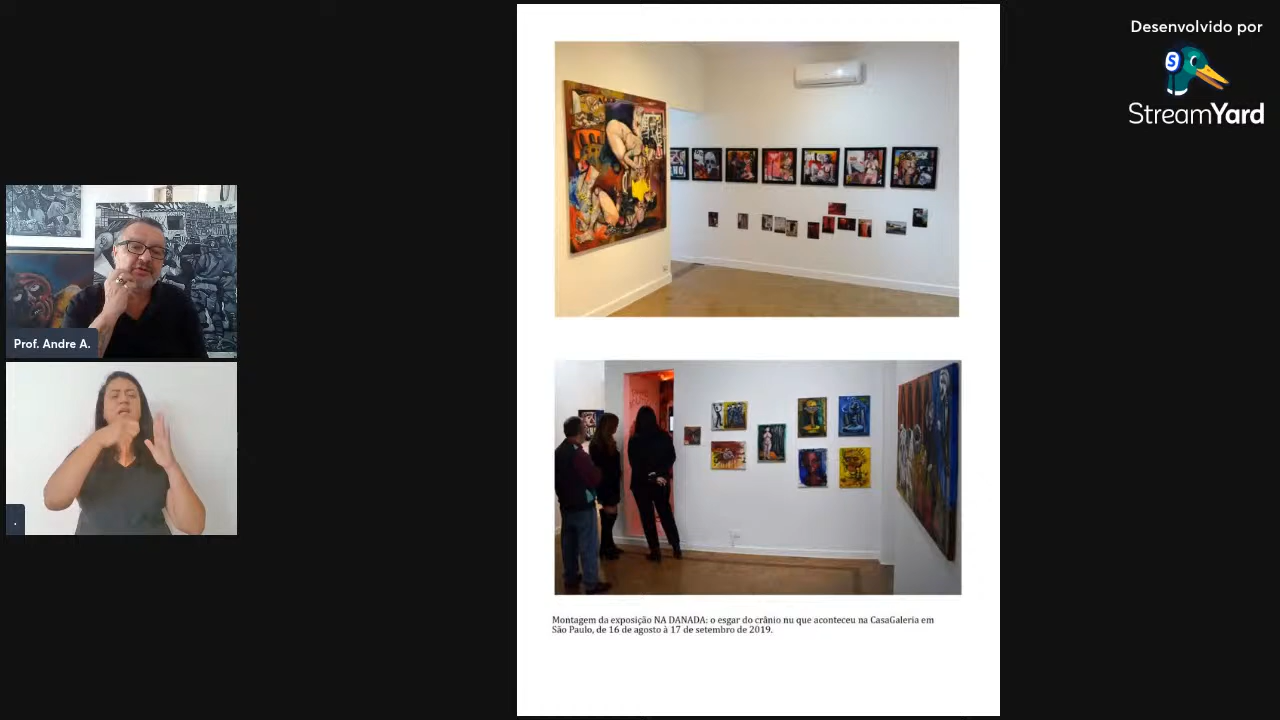 Desenvolvido por
StreamYard
Prof. Andre A.
.
Montagem da exposição NA DANADA: o esgar do crânio nu que aconteceu na CasaGaleria em
São Paulo, de 16 de agosto à 17 de setembro de 2019.